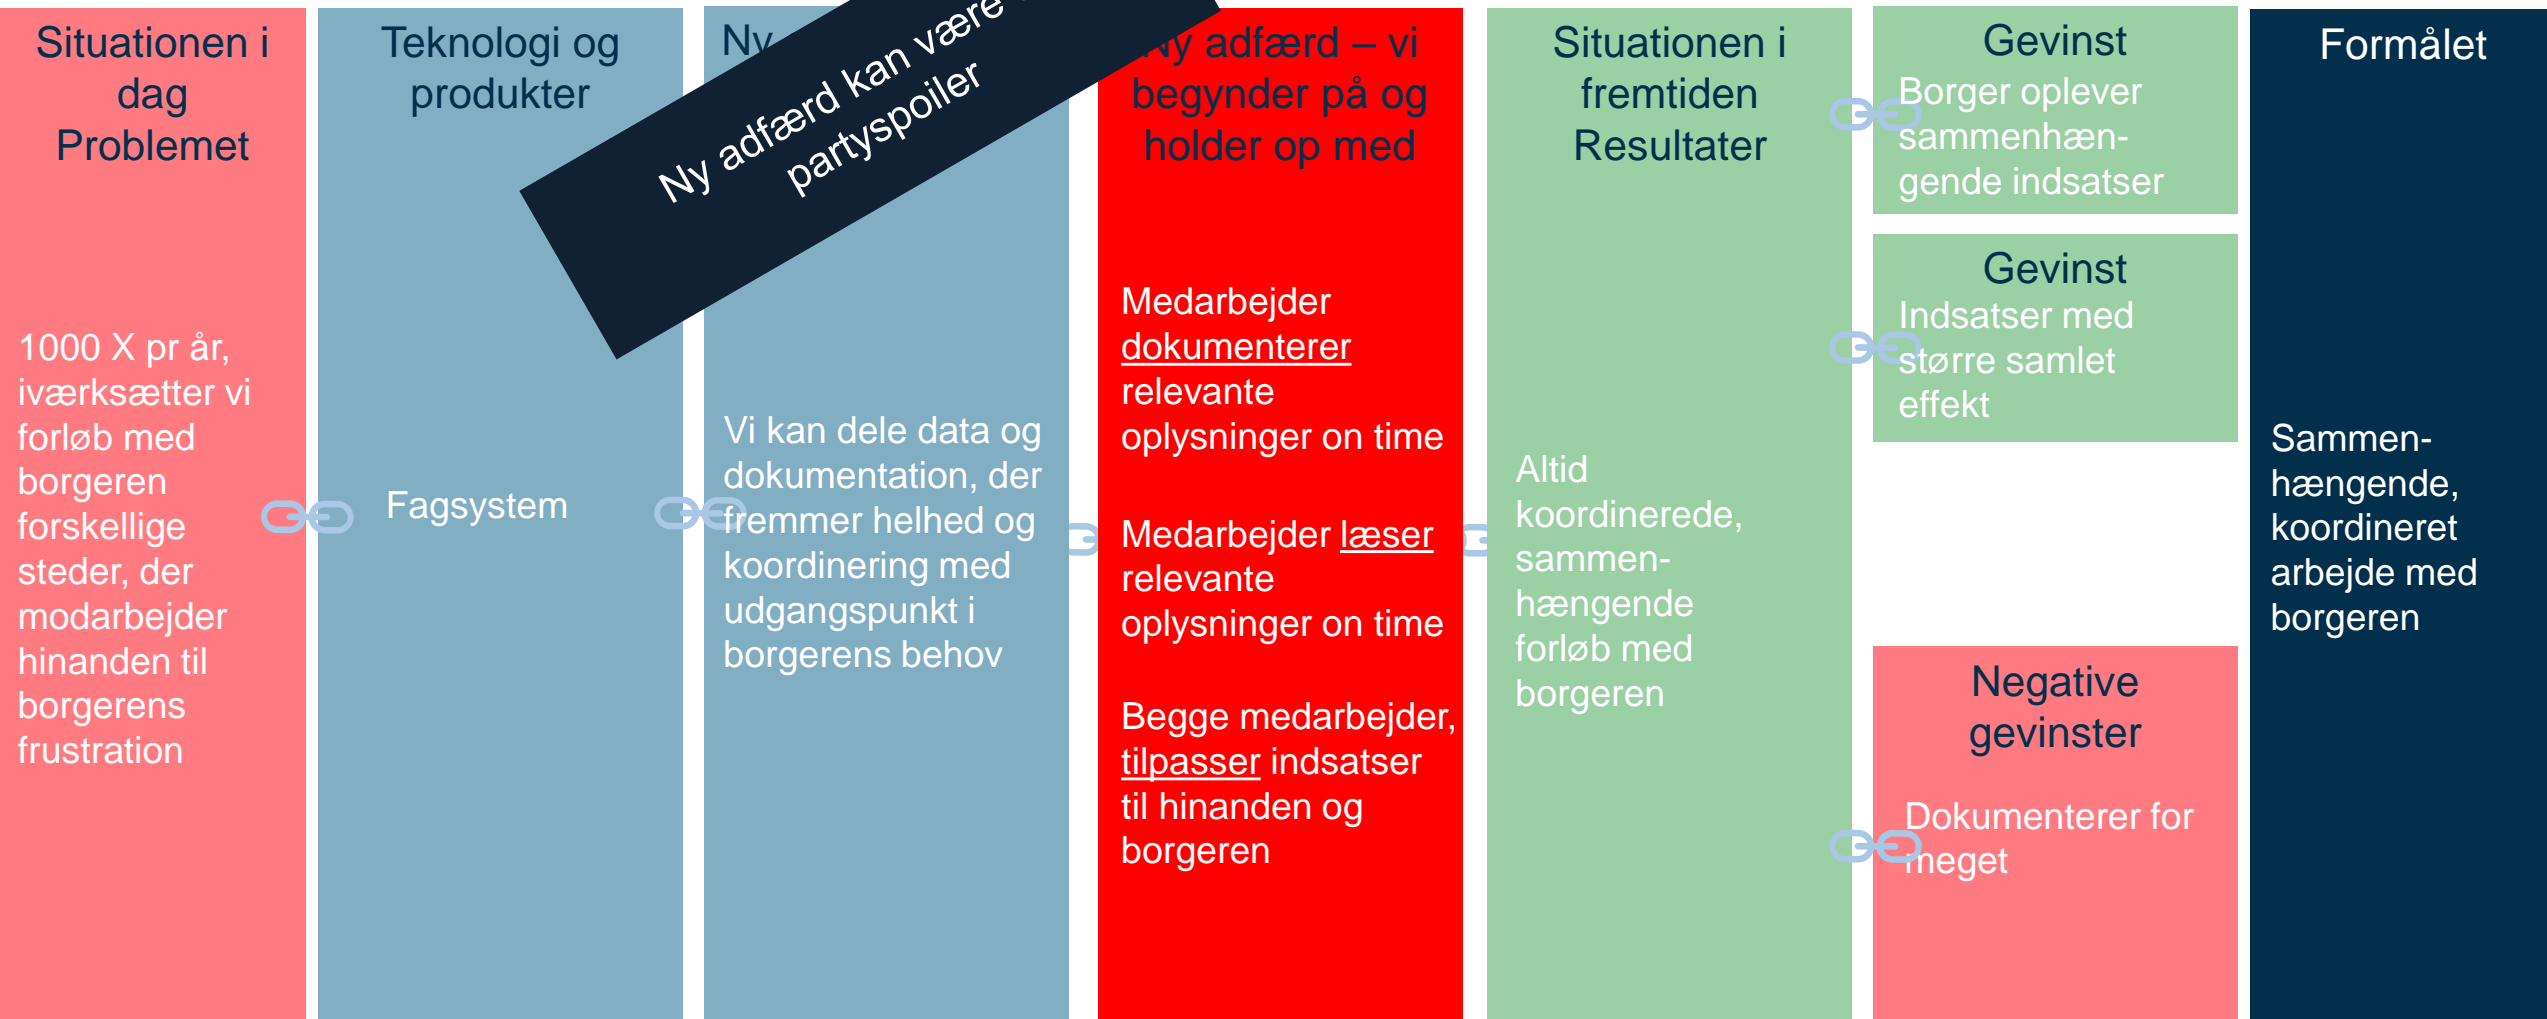 Situationen i
dag
Problemet
1000 X pr år,
iværksætter vi
forløb med
borgeren
forskellige
steder, der
modarbejder
hinanden til
borgerens
frustration
Teknologi og
produkter
Fagsystem
Ny
Vi kan dele data og
dokumentation, der
fremmer helhed og
koordinering med
udgangspunkt i
borgerens behov
Ny adfærd kan være
partyspoiler
Ny adfærd – vi
begynder på og
holder op med
Medarbejder
dokumenterer
relevante
oplysninger on time
Medarbejder læser
relevante
oplysninger on time
Begge medarbejder,
tilpasser indsatser
til hinanden og
borgeren
Situationen i
fremtiden
Resultater
Altid
koordinerede,
sammen-
hængende
forløb med
borgeren
Gevinst
Borger oplever
sammenhæn-
gende indsatser
Gevinst
Indsatser med
større samlet
effekt
Negative
gevinster
Dokumenterer for
meget
Formålet
Sammen-
hængende,
koordineret
arbejde med
borgeren